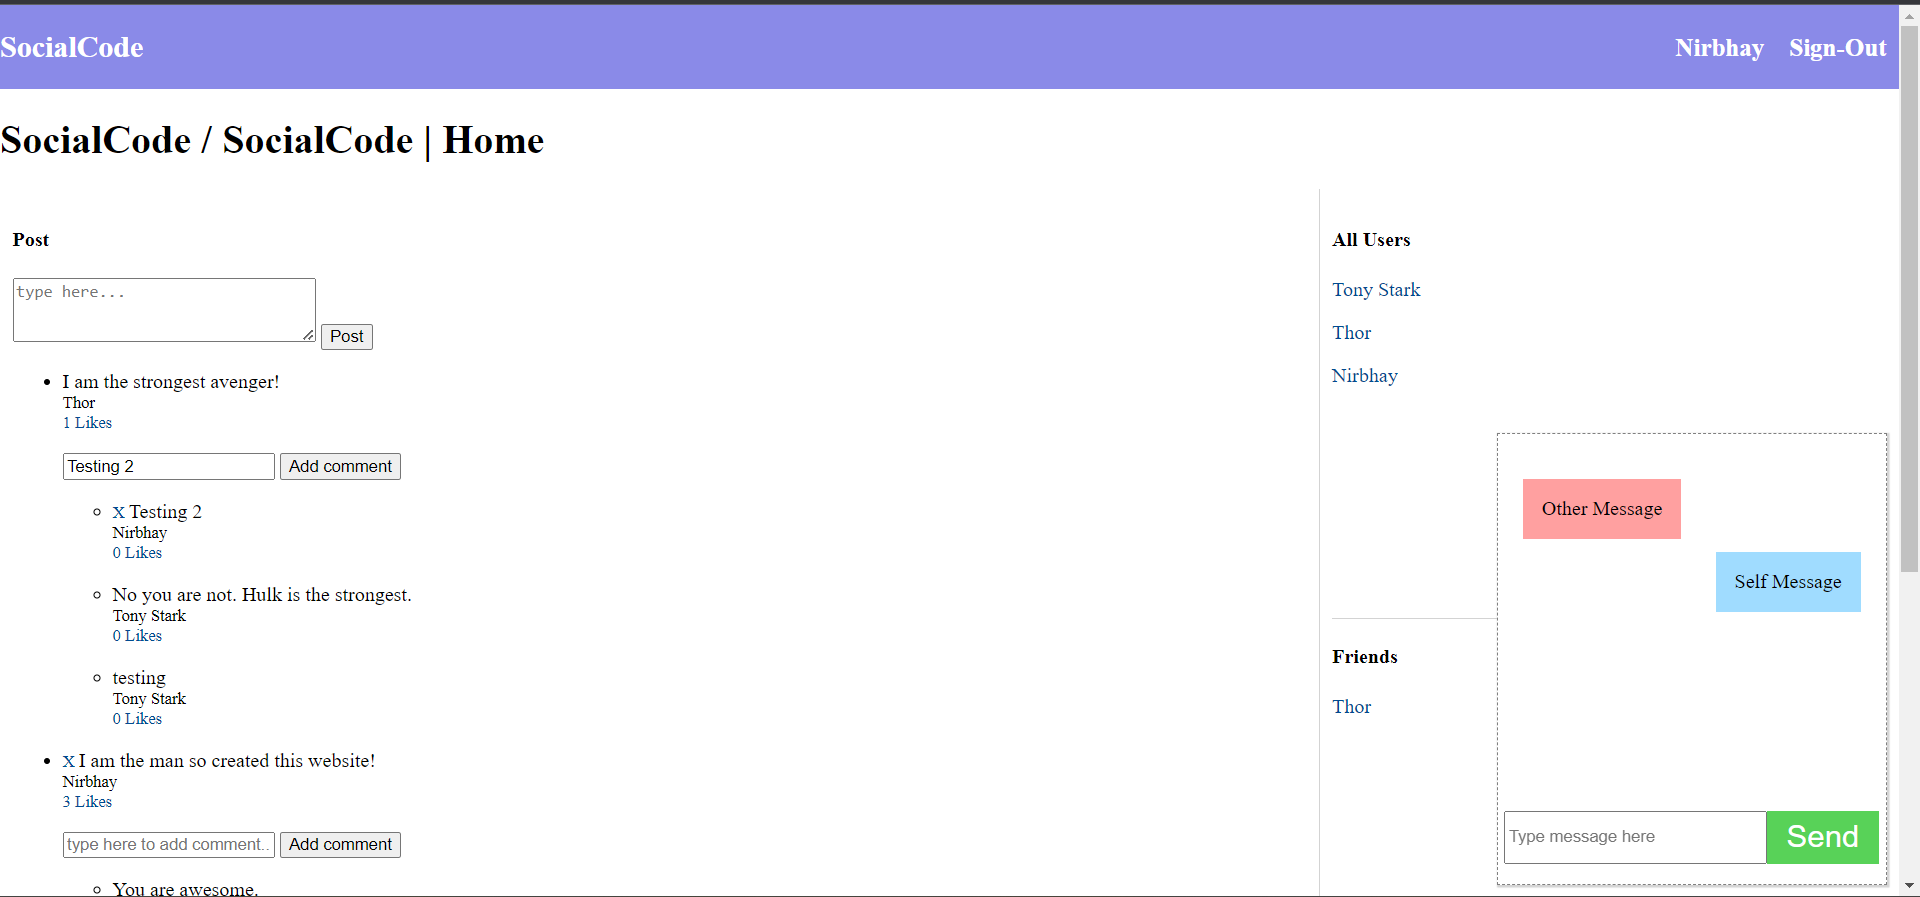 SocialCode
Nirbhay Sign-Out
SocialCode / SocialCode | Home
Post
type here...
Post
I am the strongest avenger!
Thor
1 Likes
Testing 2 Add comment
X Testing 2
Nirbhay
0 Likes
No you are not. Hulk is the strongest.
Tony Stark
0 Likes
testing
Tony Stark
0 Likes
X I am the man so created this website!
Nirbhay
3 Likes
type here to add comment.. Add comment
You are awesome.
All Users
Tony Stark
Thor
Nirbhay
Friends
Thor
Other Message
Self Message
Type message here Send